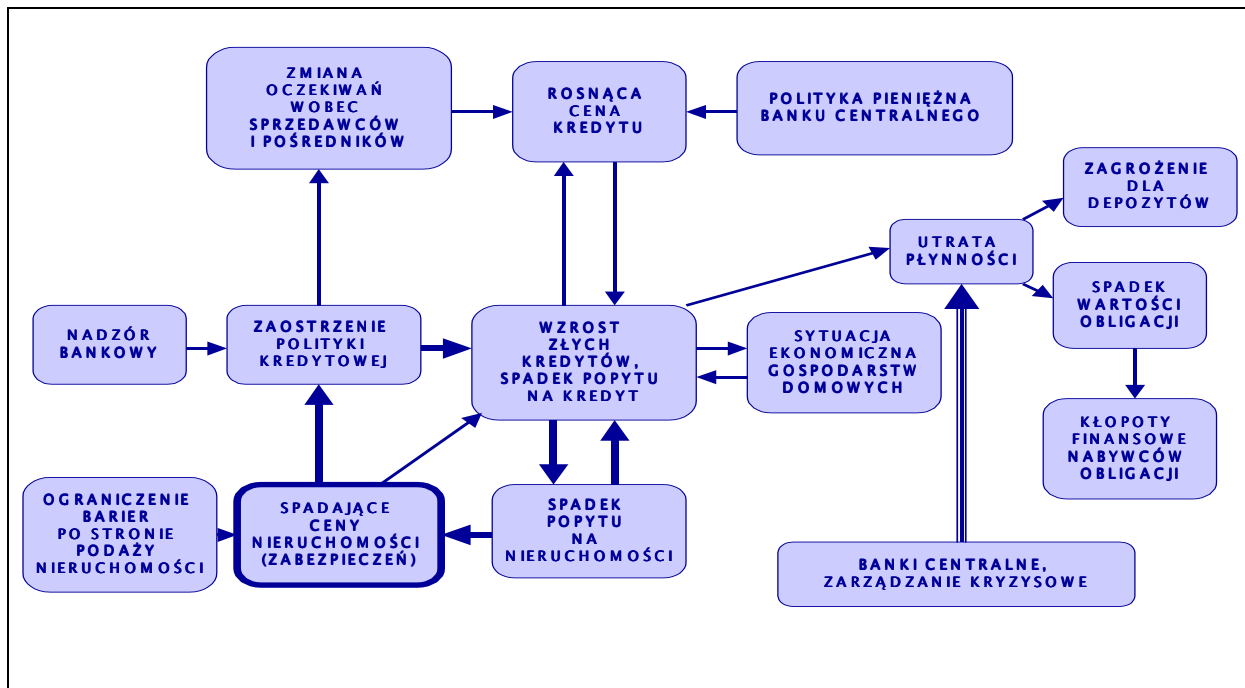 ZMIANA
OCZEKIWAŃ
WOBEC
SPRZEDAWCÓW
I POŚREDNIKÓW
ROSNĄCA
CENA
KREDYTU
POLITYKA PIENIĘŻNA
BANKU CENTRALNEGO
ZAGROŻENIE
DLA
DEPOZYTÓW
UTRATA
PŁYNNOŚCI
SPADEK
WARTOŚCI
OBLIGACJI
NADZÓR
BANKOWY
ZAOSTRZENIE
POLITYKI
KREDYTOWEJ
WZROST
ZŁYCH
KREDYTÓW,
SPADEK POPYTU
NA KREDYT
SYTUACJA
EKONOMICZNA
GOSPODARSTW
DOMOWYCH
KŁOPOTY
FINANSOWE
NABYWCÓW
OBLIGACJI
OGRANICZENIE
BARIER
PO STRONIE
PODAŻY
NIERUCHOMOŚCI
SPADAJĄCE
CENY
NIERUCHOMOŚCI
(ZABEZPIECZEŃ)
SPADEK
POPYTU
NA
NIERUCHOMOŚCI
BANKI CENTRALNE,
ZARZĄDZANIE KRYZYSOWE